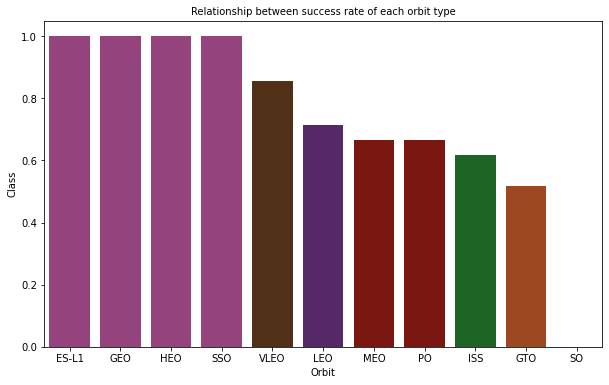 Relationship between success rate of each orbit type
1.0
0.8
0.6
0.4
0.2
0.0
Class
ES-L1 GEO HEO SSO VLEO LEO MEO PO ISS GTO SO
Orbit